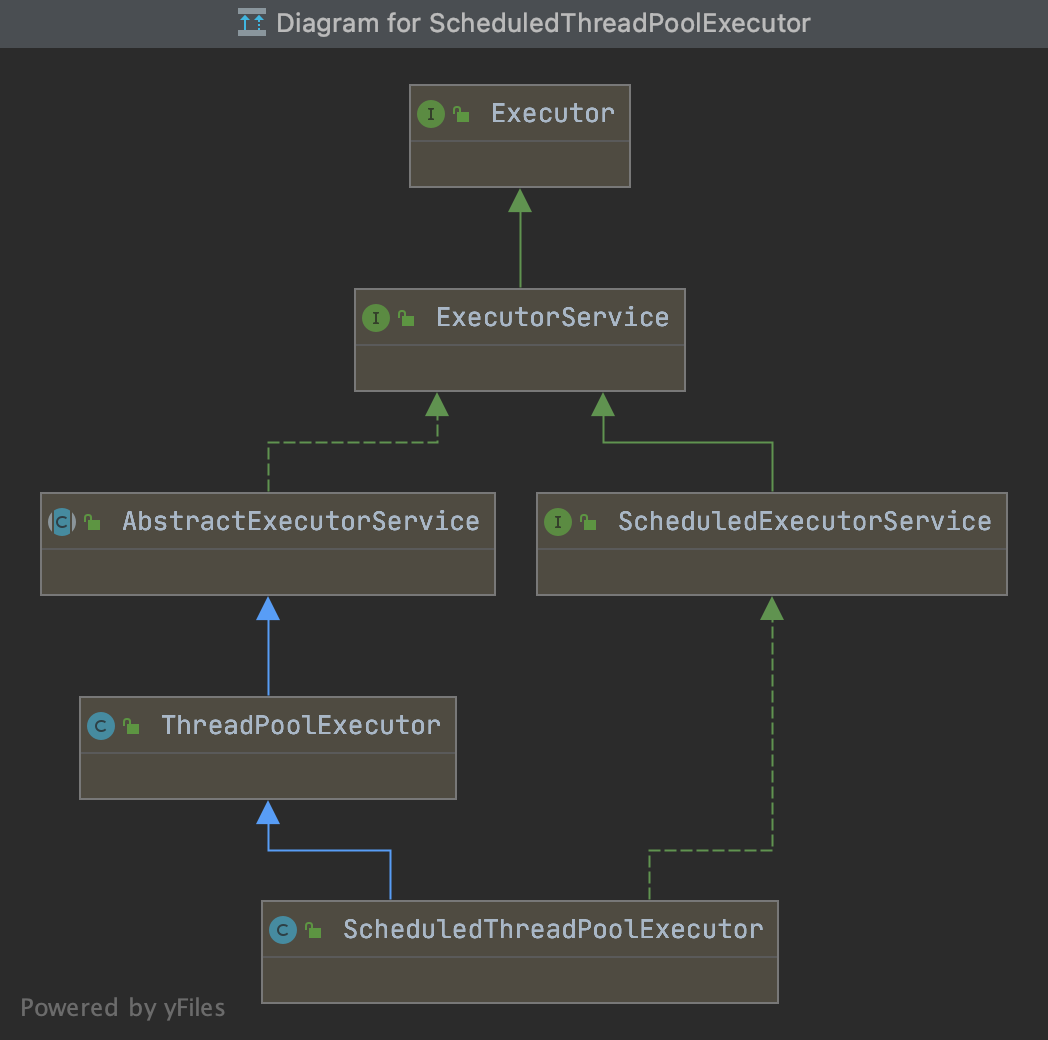 Diagram for ScheduledThreadPoolExecutor
I Executor
I ExecutorService
C AbstractExecutorService
I ScheduledExecutorService
C ThreadPoolExecutor
C ScheduledThreadPoolExecutor
Powered by yFiles